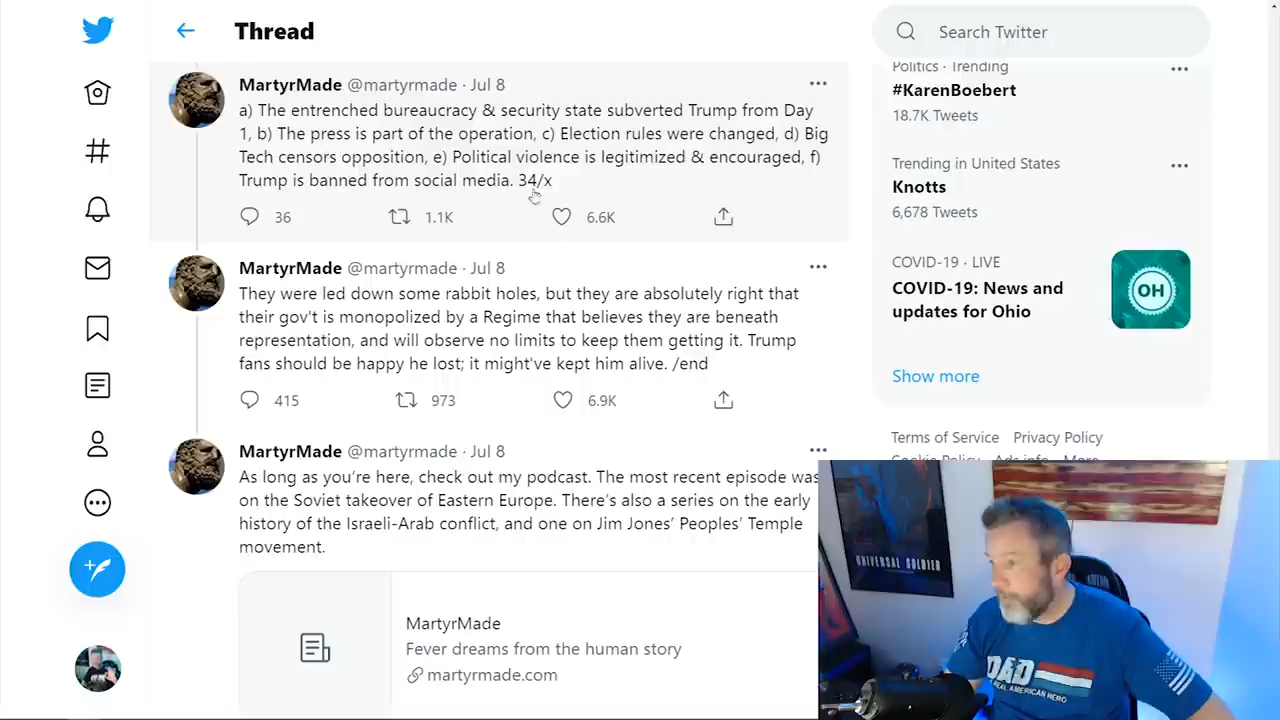 Thread
Search Twitter
MartyrMade @martyrmade · Jul 8
a) The entrenched bureaucracy & security state subverted Trump from Day
1, b) The press is part of the operation, c) Election rules were changed, d) Big
Tech censors opposition, e) Political violence is legitimized & encouraged, f)
Trump is banned from social media. 34/x
36 1.1K 6.6K
MartyrMade @martyrmade · Jul 8
They were led down some rabbit holes, but they are absolutely right that
their gov't is monopolized by a Regime that believes they are beneath
representation, and will observe no limits to keep them getting it. Trump
fans should be happy he lost; it might've kept him alive. /end
415 973 6.9K
MartyrMade @martyrmade · Jul 8
As long as you're here, check out my podcast. The most recent episode was
on the Soviet takeover of Eastern Europe. There's also a series on the early
history of the Israeli-Arab conflict, and one on Jim Jones' Peoples' Temple
movement.
MartyrMade
Fever dreams from the human story
martyrmade.com
Politics · Trending
#KarenBoebert
18.7K Tweets
Trending in United States
Knotts
6,678 Tweets
COVID-19 · LIVE
COVID-19: News and
updates for Ohio
OH
Show more
Terms of Service Privacy Policy
Cookie Policy Ads info More
UNIVERSAL SOLDIER
DAD
REAL AMERICAN HERO